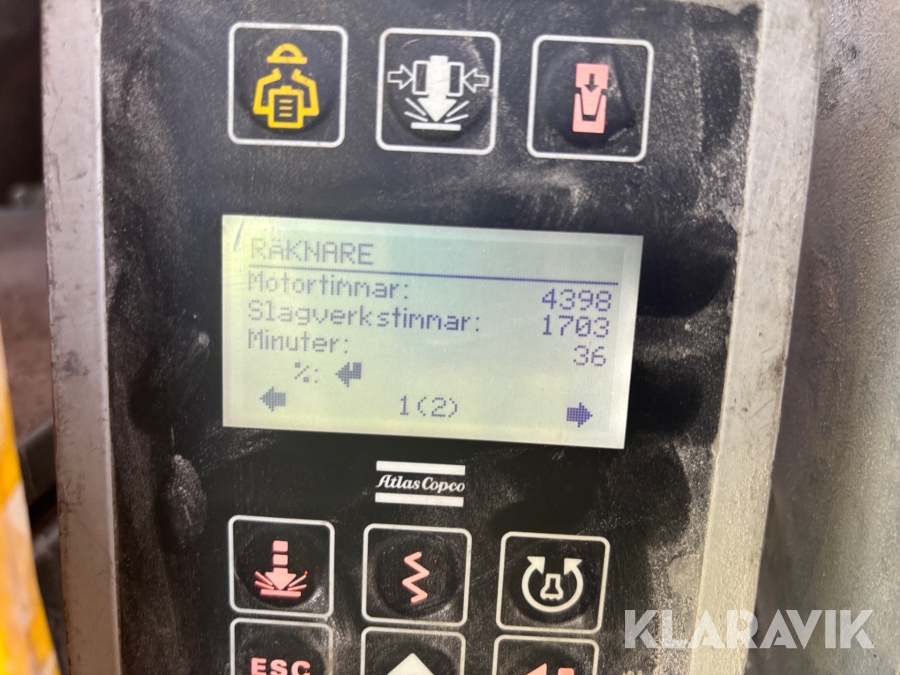 RÄKNARE
Motortimmar: 4398
Slagverkstimmar: 1703
Minuter: 36
%:
1(2)
Atlas Copco
ESC
KLARAVIK